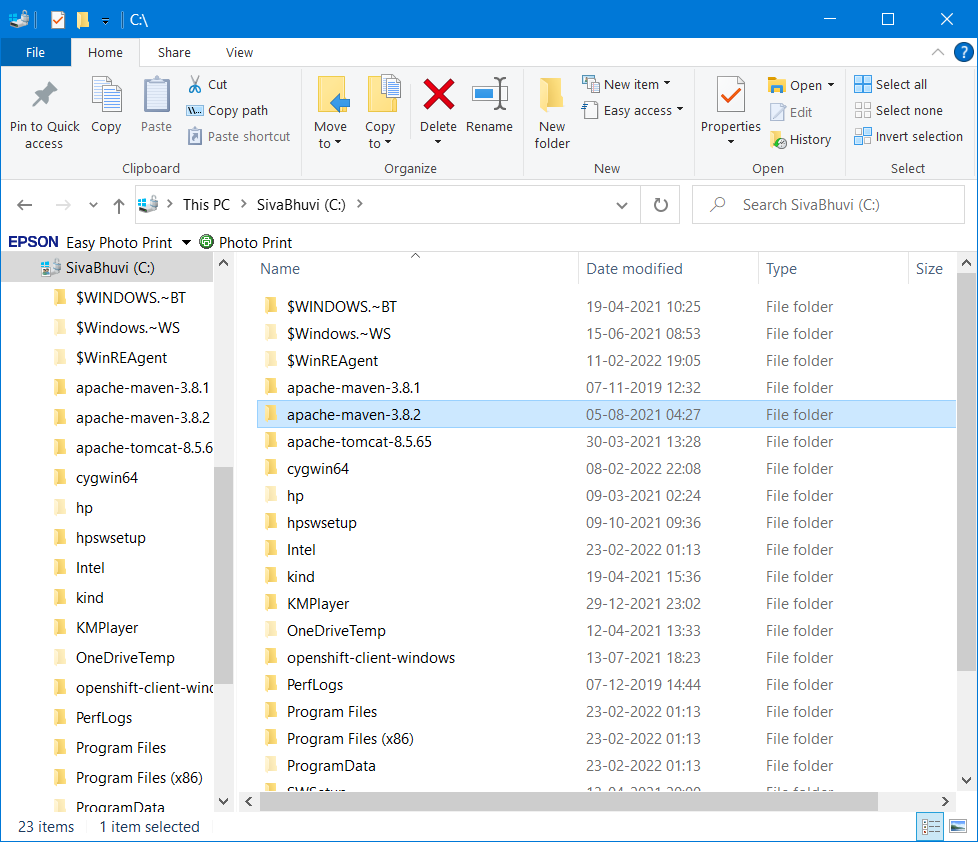 C:\
File Home Share View
Pin to Quick access
Copy
Paste
Cut
Copy path
Paste shortcut
Clipboard
Move to
Copy to
Delete
Rename
Organize
New folder
New item
Easy access
New
Properties
Open
Edit
History
Open
Select all
Select none
Invert selection
Select
This PC > SivaBhuvi (C:) >
Search SivaBhuvi (C:)
EPSON Easy Photo Print Photo Print
SivaBhuvi (C:)
$WINDOWS.~BT
$Windows.~WS
$WinREAgent
apache-maven-3.8.1
apache-maven-3.8.2
apache-tomcat-8.5.6
cygwin64
hp
hpswsetup
Intel
kind
KMPlayer
OneDriveTemp
openshift-client-wind
PerfLogs
Program Files
Program Files (x86)
ProgramData
Name Date modified Type Size
$WINDOWS.~BT 19-04-2021 10:25 File folder
$Windows.~WS 15-06-2021 08:53 File folder
$WinREAgent 11-02-2022 19:05 File folder
apache-maven-3.8.1 07-11-2019 12:32 File folder
apache-maven-3.8.2 05-08-2021 04:27 File folder
apache-tomcat-8.5.65 30-03-2021 13:28 File folder
cygwin64 08-02-2022 22:08 File folder
hp 09-03-2021 02:24 File folder
hpswsetup 09-10-2021 09:36 File folder
Intel 23-02-2022 01:13 File folder
kind 19-04-2021 15:36 File folder
KMPlayer 29-12-2021 23:02 File folder
OneDriveTemp 12-04-2021 13:33 File folder
openshift-client-windows 13-07-2021 18:23 File folder
PerfLogs 07-12-2019 14:44 File folder
Program Files 23-02-2022 01:13 File folder
Program Files (x86) 23-02-2022 01:13 File folder
ProgramData 23-02-2022 01:13 File folder
23 items 1 item selected